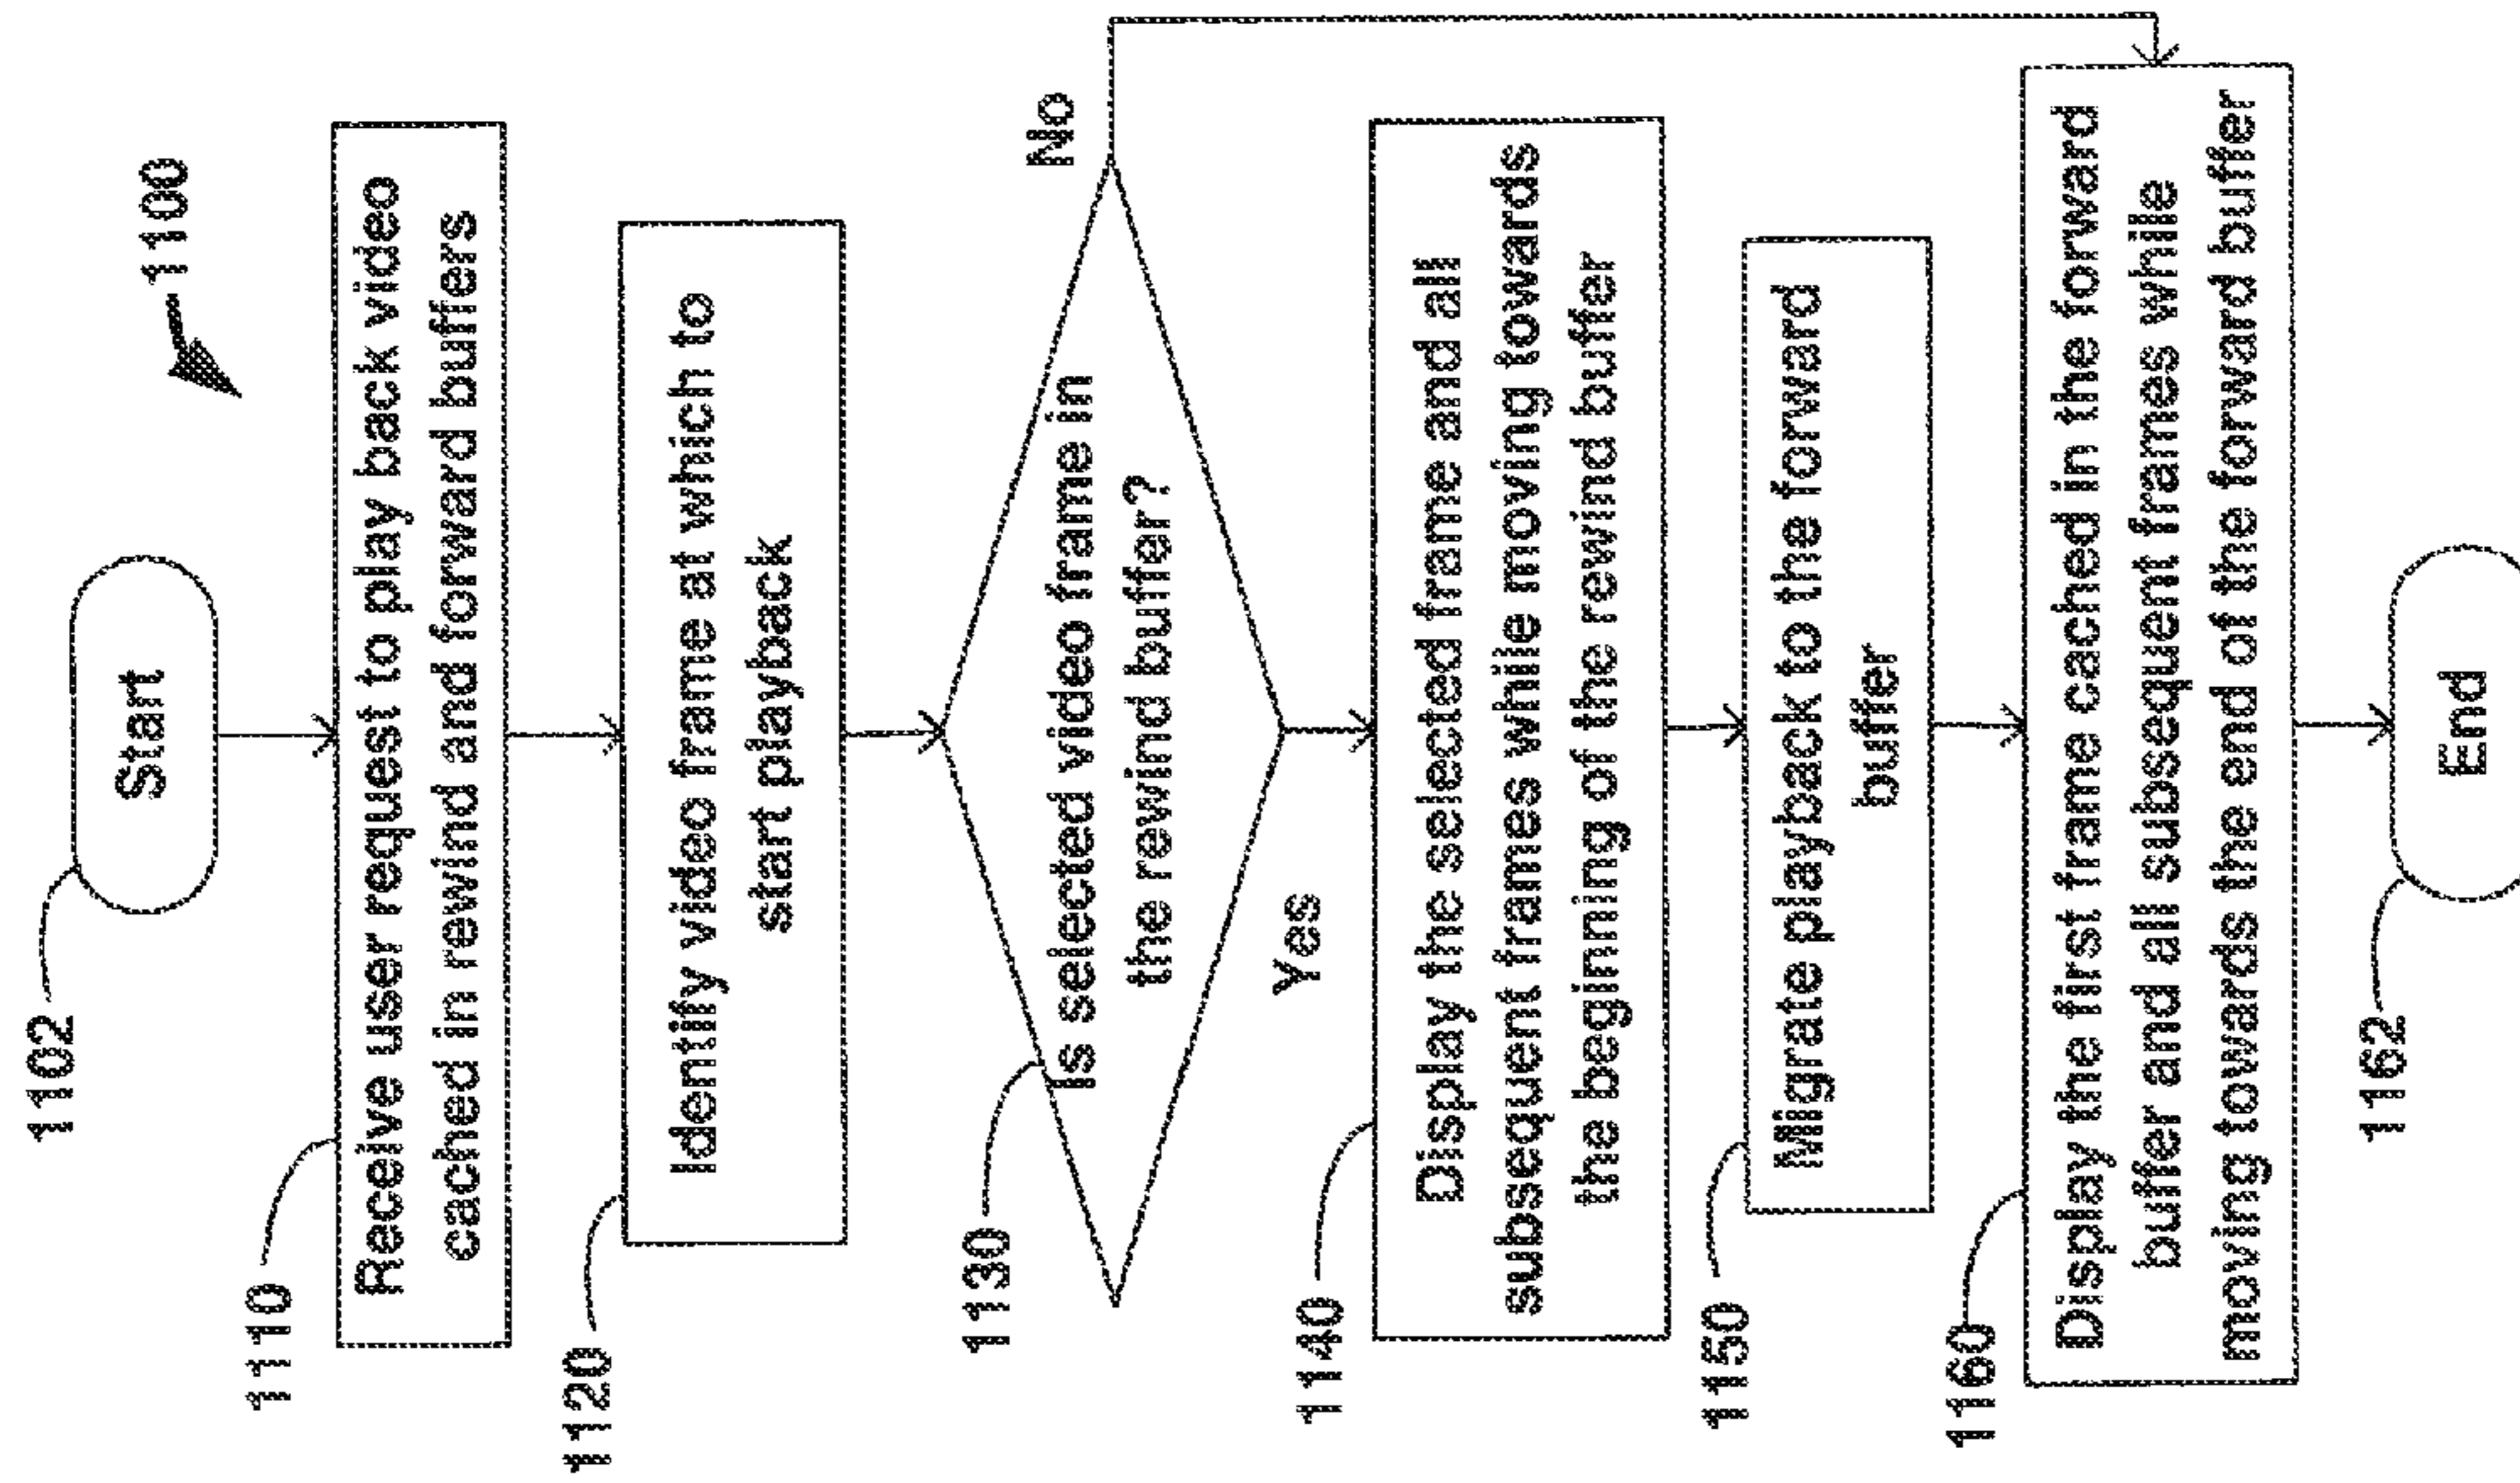 1100
1102
Start
1110
Receive user request to play back video
cached in rewind and forward buffers
1120
Identify video frame at which to
start playback
1130
Is selected video frame in
the rewind buffer?
No
Yes
1140
Display the selected frame and all
subsequent frames while moving towards
the beginning of the rewind buffer
1150
Migrate playback to the forward
buffer
1160
Display the first frame cached in the forward
buffer and all subsequent frames while
moving towards the end of the forward buffer
1162
End